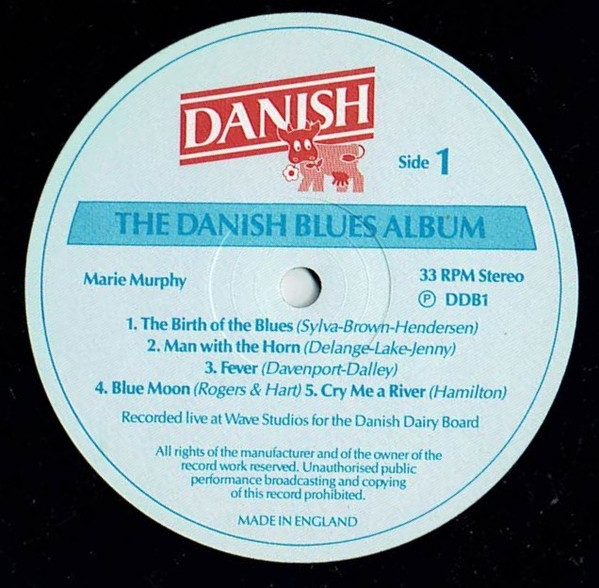 DANISH
Side 1
THE DANISH BLUES ALBUM
Marie Murphy
33 RPM Stereo
Ⓟ DDB1
1. The Birth of the Blues (Sylva-Brown-Hendersen)
2. Man with the Horn (Delange-Lake-Jenny)
3. Fever (Davenport-Dalley)
4. Blue Moon (Rogers & Hart) 5. Cry Me a River (Hamilton)
Recorded live at Wave Studios for the Danish Dairy Board
All rights of the manufacturer and of the owner of the
record work reserved. Unauthorised public
performance broadcasting and copying
of this record prohibited.
MADE IN ENGLAND